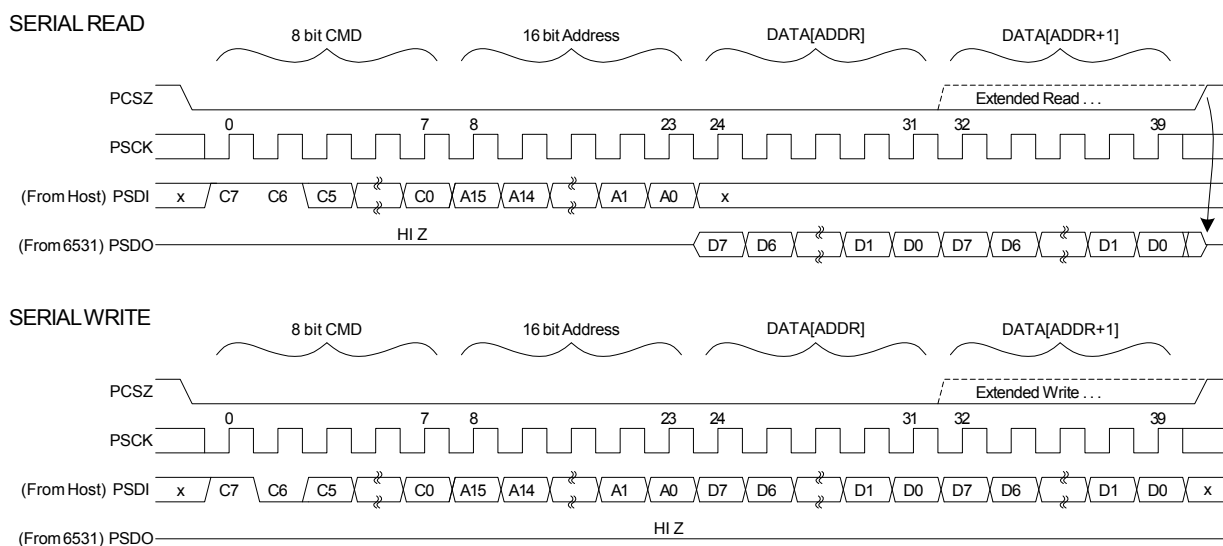 SERIAL READ
8 bit CMD 16 bit Address DATA[ADDR] DATA[ADDR+1]
PCSZ Extended Read . . .
0 7 8 23 24 31 32 39
PSCK
(From Host) PSDI x C7 C6 C5 C0 A15 A14 A1 A0 x
HI Z
(From 6531) PSDO D7 D6 D1 D0 D7 D6 D1 D0
SERIAL WRITE
8 bit CMD 16 bit Address DATA[ADDR] DATA[ADDR+1]
PCSZ Extended Write . . .
0 7 8 23 24 31 32 39
PSCK
(From Host) PSDI x C7 C6 C5 C0 A15 A14 A1 A0 D7 D6 D1 D0 D7 D6 D1 D0 x
HI Z
(From 6531) PSDO